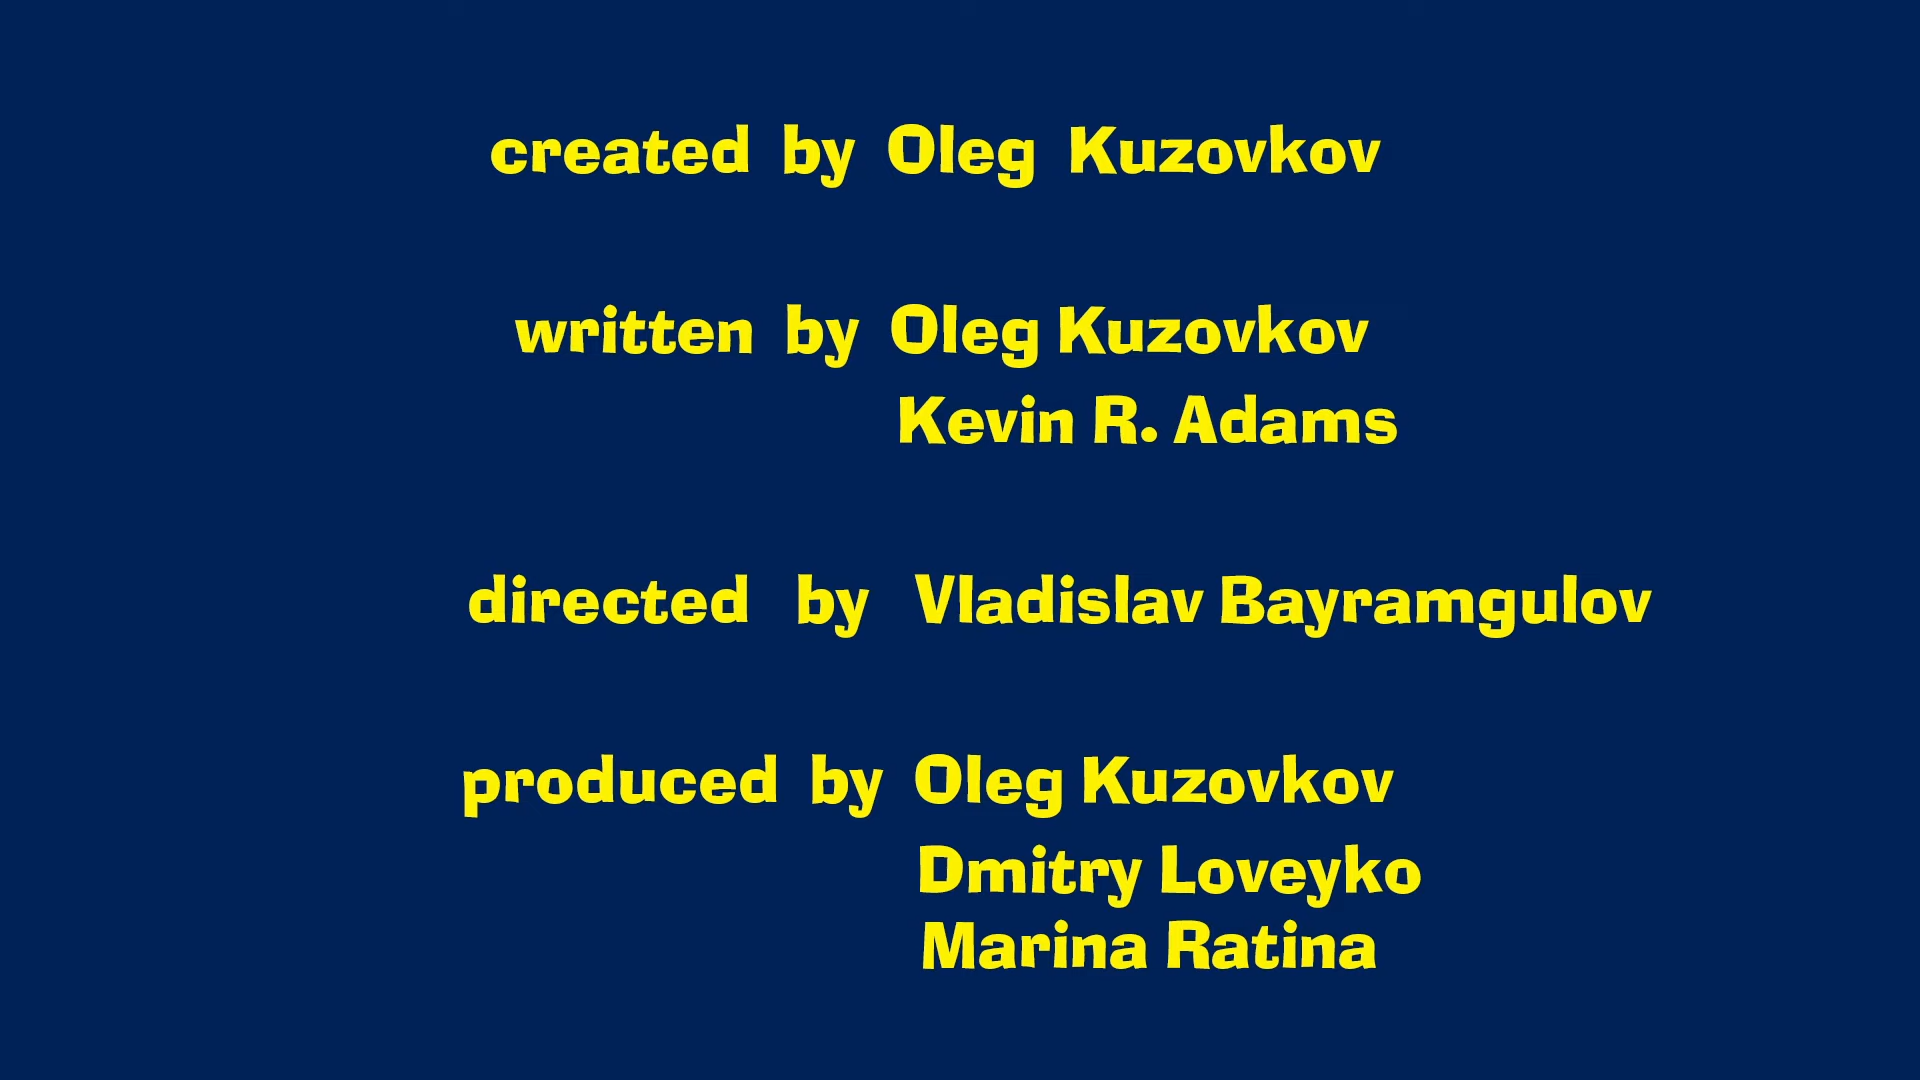 created by Oleg Kuzovkov
written by Oleg Kuzovkov
Kevin R. Adams
directed by Vladislav Bayramgulov
produced by Oleg Kuzovkov
Dmitry Loveyko
Marina Ratina